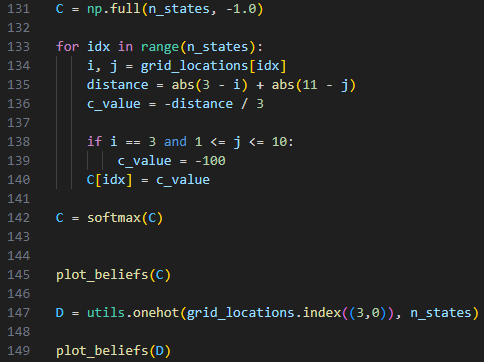 131 C = np.full(n_states, -1.0)
132
133 for idx in range(n_states):
134     i, j = grid_locations[idx]
135     distance = abs(3 - i) + abs(11 - j)
136     c_value = -distance / 3
137
138     if i == 3 and 1 <= j <= 10:
139         c_value = -100
140     C[idx] = c_value
141
142 C = softmax(C)
143
144
145 plot_beliefs(C)
146
147 D = utils.onehot(grid_locations.index((3,0)), n_states)
148
149 plot_beliefs(D)